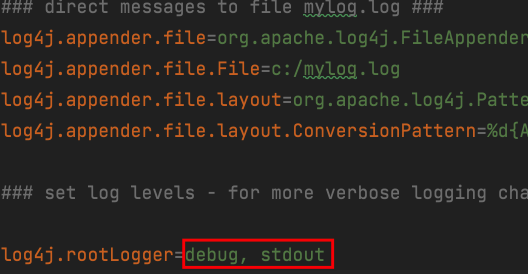 ### direct messages to file mylog.log ###
log4j.appender.file=org.apache.log4j.FileAppender
log4j.appender.file.File=c:/mylog.log
log4j.appender.file.layout=org.apache.log4j.Patte
log4j.appender.file.layout.ConversionPattern=%d{A
### set log levels - for more verbose logging cha
log4j.rootLogger=debug, stdout